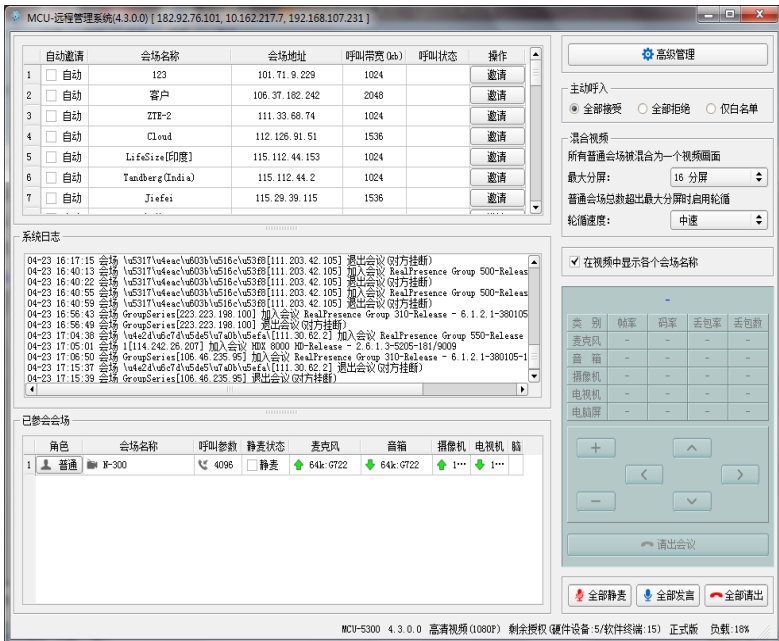 MCU-远程管理系统(4.3.0.0) [ 182.92.76.101, 10.162.217.7, 192.168.107.231 ]
自动邀请 会场名称 会场地址 呼叫带宽(kb) 呼叫状态 操作
1 自动 123 101.71.9.229 1024 邀请
2 自动 客户 106.37.182.242 2048 邀请
3 自动 ZTE-2 111.33.68.74 1024 邀请
4 自动 Cloud 112.126.91.51 1536 邀请
5 自动 LifeSize[印度] 115.112.44.153 1024 邀请
6 自动 Tandberg(India) 115.112.44.2 1024 邀请
7 自动 Jiefei 115.29.39.115 1536 邀请
系统日志
04-23 16:17:15 会场 \u5317\u4eac\u603b\u516c\u53f8[111.203.42.105] 退出会议(对方挂断)
04-23 16:40:13 会场 \u5317\u4eac\u603b\u516c\u53f8[111.203.42.105] 加入会议 RealPresence Group 500-Releas
04-23 16:40:22 会场 \u5317\u4eac\u603b\u516c\u53f8[111.203.42.105] 退出会议(对方挂断)
04-23 16:40:55 会场 \u5317\u4eac\u603b\u516c\u53f8[111.203.42.105] 加入会议 RealPresence Group 500-Releas
04-23 16:40:59 会场 \u5317\u4eac\u603b\u516c\u53f8[111.203.42.105] 退出会议(对方挂断)
04-23 16:56:43 会场 GroupSeries[223.223.198.100] 加入会议 RealPresence Group 310-Release - 6.1.2.1-380105
04-23 16:56:49 会场 GroupSeries[223.223.198.100] 退出会议(对方挂断)
04-23 17:04:38 会场 \u4e2d\u6c7d\u5de5\u7a0b\u5efa\[111.30.62.2] 加入会议 RealPresence Group 550-Release
04-23 17:05:01 会场 1[114.242.26.207] 加入会议 HDX 8000 HD-Release - 2.6.1.3-5205-181/9009
04-23 17:06:50 会场 GroupSeries[106.46.235.95] 加入会议 RealPresence Group 310-Release - 6.1.2.1-380105-1
04-23 17:15:37 会场 \u4e2d\u6c7d\u5de5\u7a0b\u5efa\[111.30.62.2] 退出会议(对方挂断)
04-23 17:15:39 会场 GroupSeries[106.46.235.95] 退出会议(对方挂断)
已参会会场
角色 会场名称 呼叫参数 静麦状态 麦克风 音箱 摄像机 电视机 脑
1 普通 N-300 4096 静麦 64k:G722 64k:G722 1… 1…
高级管理
主动呼入
全部接受 全部拒绝 仅白名单
混合视频
所有普通会场被混合为一个视频画面
最大分屏: 16 分屏
普通会场总数超出最大分屏时启用轮循
轮循速度: 中速
在视频中显示各个会场名称
-
类 别 帧率 码率 丢包率 丢包数
麦克风 - - - -
音 箱 - - - -
摄像机 - - - -
电视机 - - - -
电脑屏 - - - -
请出会议
全部静麦 全部发言 全部请出
MCU-5300 4.3.0.0 高清视频(1080P) 剩余授权(硬件设备:5/软件终端:15) 正式版 负载:18%